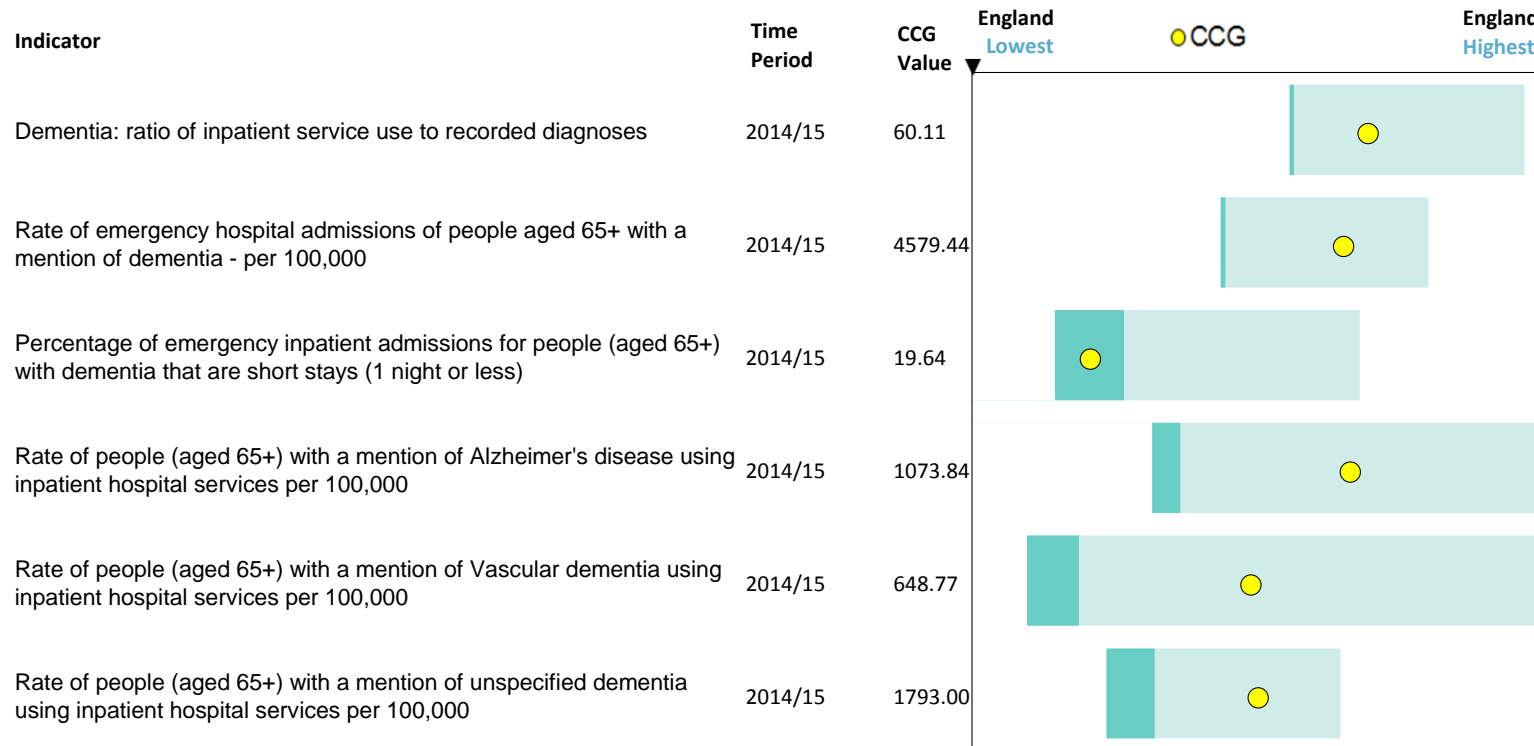 Indicator
Time
Period
CCG
Value
England
Lowest
CCG
England
Highest
Dementia: ratio of inpatient service use to recorded diagnoses
2014/15
60.11
Rate of emergency hospital admissions of people aged 65+ with a
mention of dementia - per 100,000
2014/15
4579.44
Percentage of emergency inpatient admissions for people (aged 65+)
with dementia that are short stays (1 night or less)
2014/15
19.64
Rate of people (aged 65+) with a mention of Alzheimer's disease using
inpatient hospital services per 100,000
2014/15
1073.84
Rate of people (aged 65+) with a mention of Vascular dementia using
inpatient hospital services per 100,000
2014/15
648.77
Rate of people (aged 65+) with a mention of unspecified dementia
using inpatient hospital services per 100,000
2014/15
1793.00